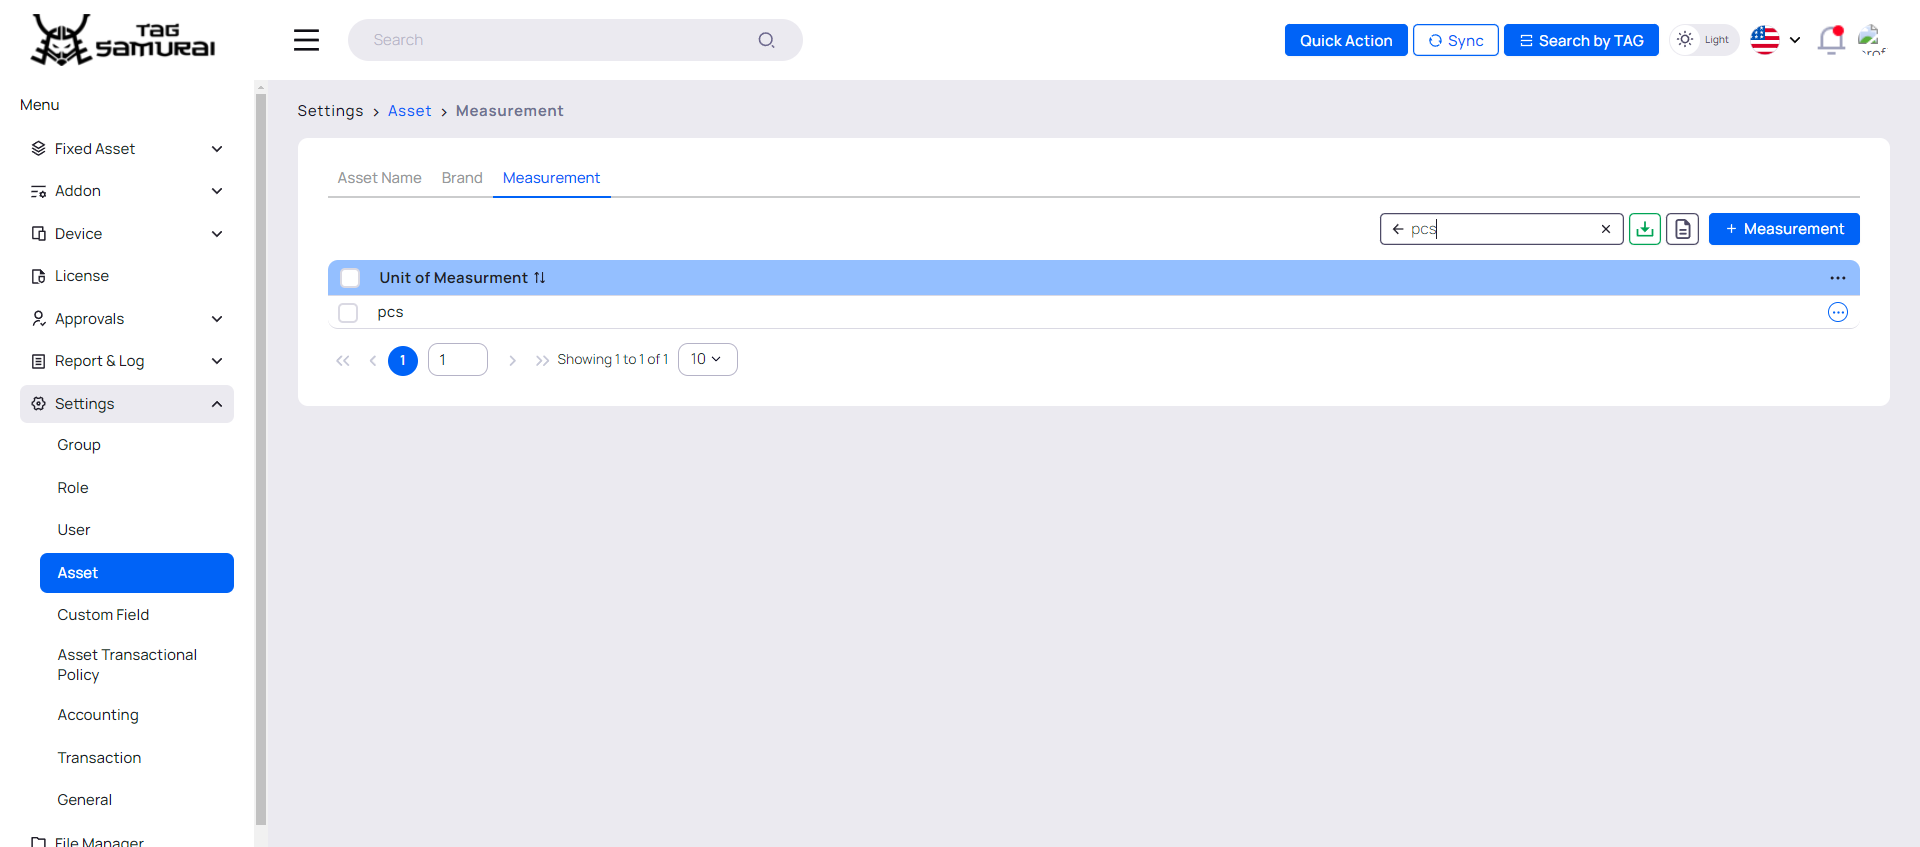 TAG
SAMURAI
Search
Quick Action
Sync
Search by TAG
Light
Menu
Fixed Asset
Addon
Device
License
Approvals
Report & Log
Settings
Group
Role
User
Asset
Custom Field
Asset Transactional
Policy
Accounting
Transaction
General
File Manager
Settings > Asset > Measurement
Asset Name Brand Measurement
pcs
+ Measurement
Unit of Measurment
pcs
1 1 Showing 1 to 1 of 1 10